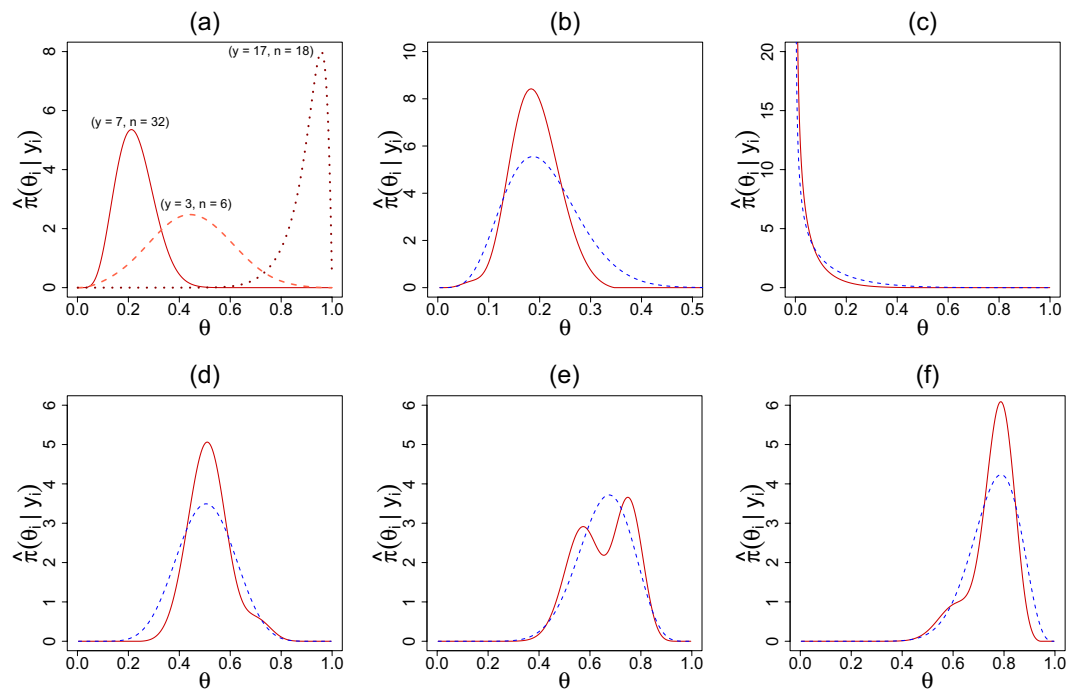 (a)
(y = 17, n = 18)
(y = 7, n = 32)
(y = 3, n = 6)
0 2 4 6 8
π̂(θᵢ | yᵢ)
0.0 0.2 0.4 0.6 0.8 1.0
θ
(b)
0 2 4 6 8 10
π̂(θᵢ | yᵢ)
0.0 0.1 0.2 0.3 0.4 0.5
θ
(c)
0 5 10 15 20
π̂(θᵢ | yᵢ)
0.0 0.2 0.4 0.6 0.8 1.0
θ
(d)
0 1 2 3 4 5 6
π̂(θᵢ | yᵢ)
0.0 0.2 0.4 0.6 0.8 1.0
θ
(e)
0 1 2 3 4 5 6
π̂(θᵢ | yᵢ)
0.0 0.2 0.4 0.6 0.8 1.0
θ
(f)
0 1 2 3 4 5 6
π̂(θᵢ | yᵢ)
0.0 0.2 0.4 0.6 0.8 1.0
θ